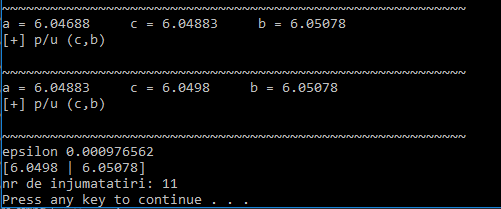 ~~~~~~~~~~~~~~~~~~~~~~~~~~~~~~~~~~~~~~~~~~~~~~~~~~~~~~~~~~
a = 6.04688     c = 6.04883     b = 6.05078
[+] p/u (c,b)
~~~~~~~~~~~~~~~~~~~~~~~~~~~~~~~~~~~~~~~~~~~~~~~~~~~~~~~~~~
a = 6.04883     c = 6.0498     b = 6.05078
[+] p/u (c,b)
~~~~~~~~~~~~~~~~~~~~~~~~~~~~~~~~~~~~~~~~~~~~~~~~~~~~~~~~~~
epsilon 0.000976562
[6.0498 | 6.05078]
nr de injumatatiri: 11
Press any key to continue . . .